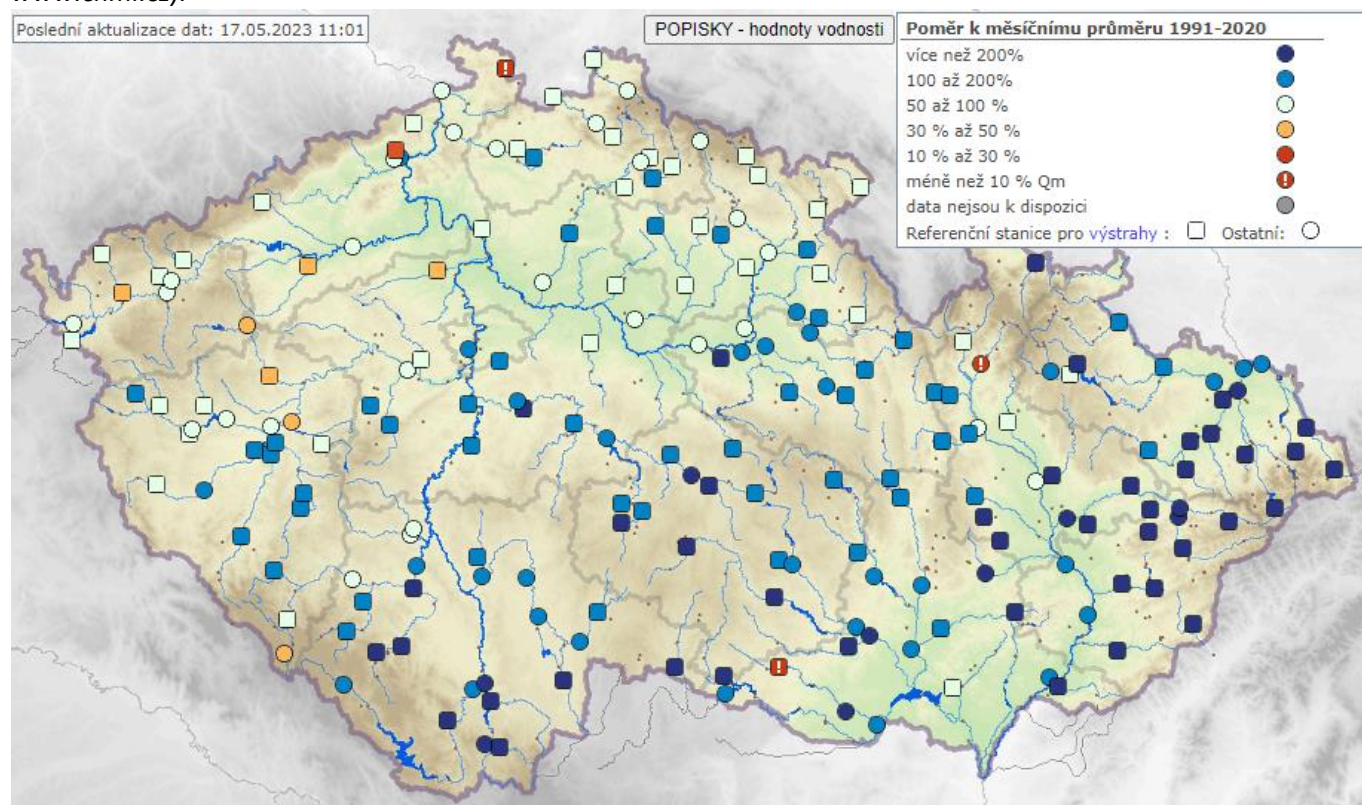 Poslední aktualizace dat: 17.05.2023 11:01
POPISKY - hodnoty vodnosti
Poměr k měsíčnímu průměru 1991-2020
více než 200%
100 až 200%
50 až 100 %
30 % až 50 %
10 % až 30 %
méně než 10 % Qm
data nejsou k dispozici
Referenční stanice pro výstrahy : Ostatní: